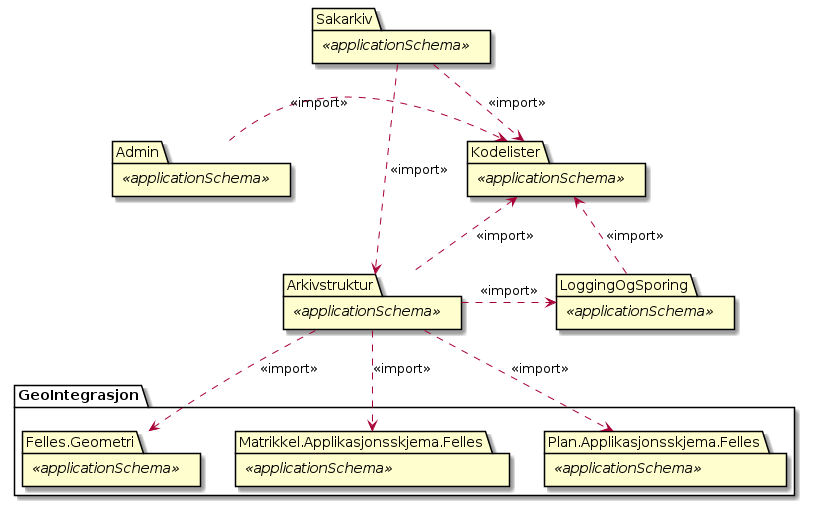 Sakarkiv
«applicationSchema»
«import»
«import»
Admin
«applicationSchema»
Kodelister
«applicationSchema»
«import»
«import»
«import»
Arkivstruktur
«applicationSchema»
«import»
LoggingOgSporing
«applicationSchema»
«import»
«import»
«import»
GeoIntegrasjon
Felles.Geometri
«applicationSchema»
Matrikkel.Applikasjonsskjema.Felles
«applicationSchema»
Plan.Applikasjonsskjema.Felles
«applicationSchema»